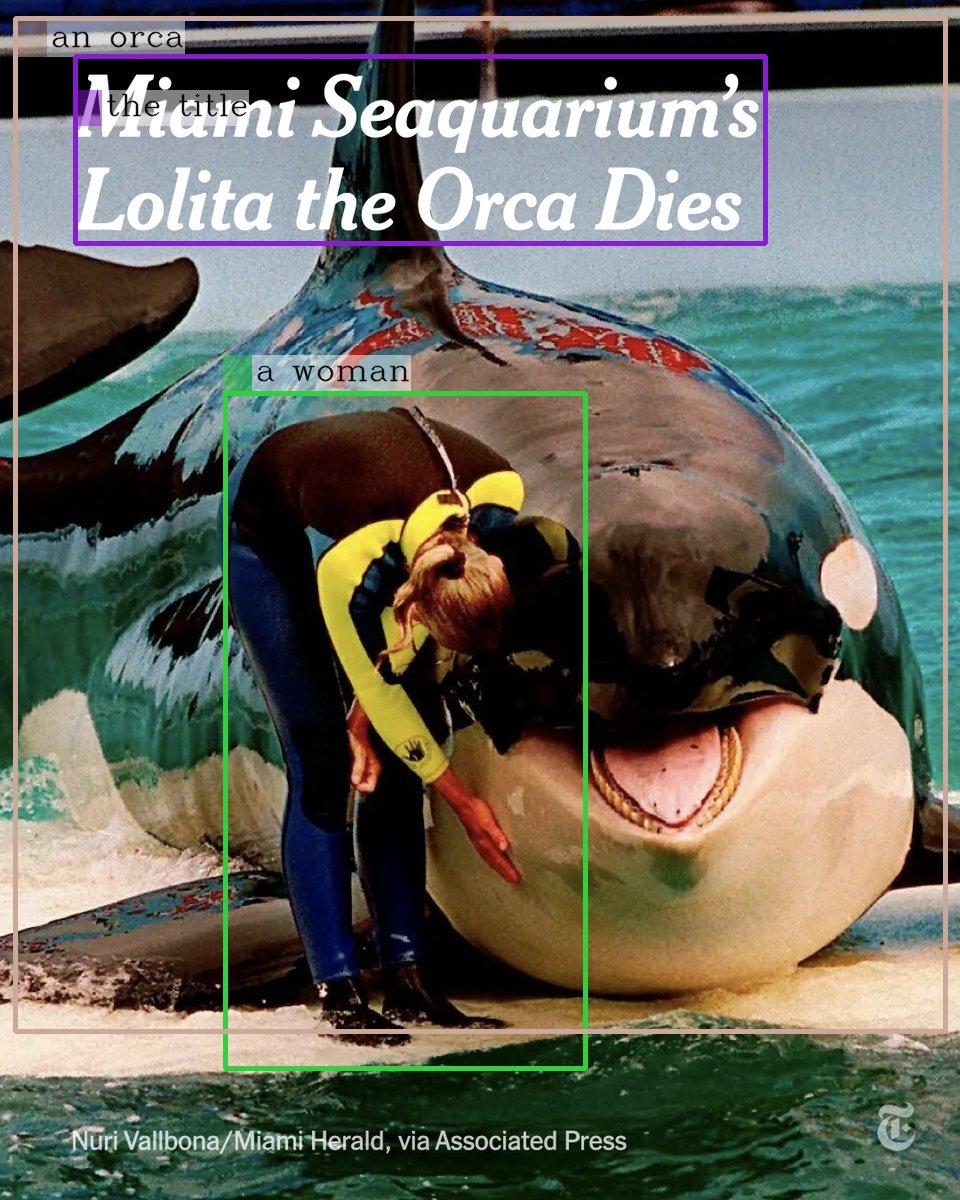 an orca
the title
Miami Seaquarium's
Lolita the Orca Dies
a woman
Nuri Vallbona/Miami Herald, via Associated Press
T